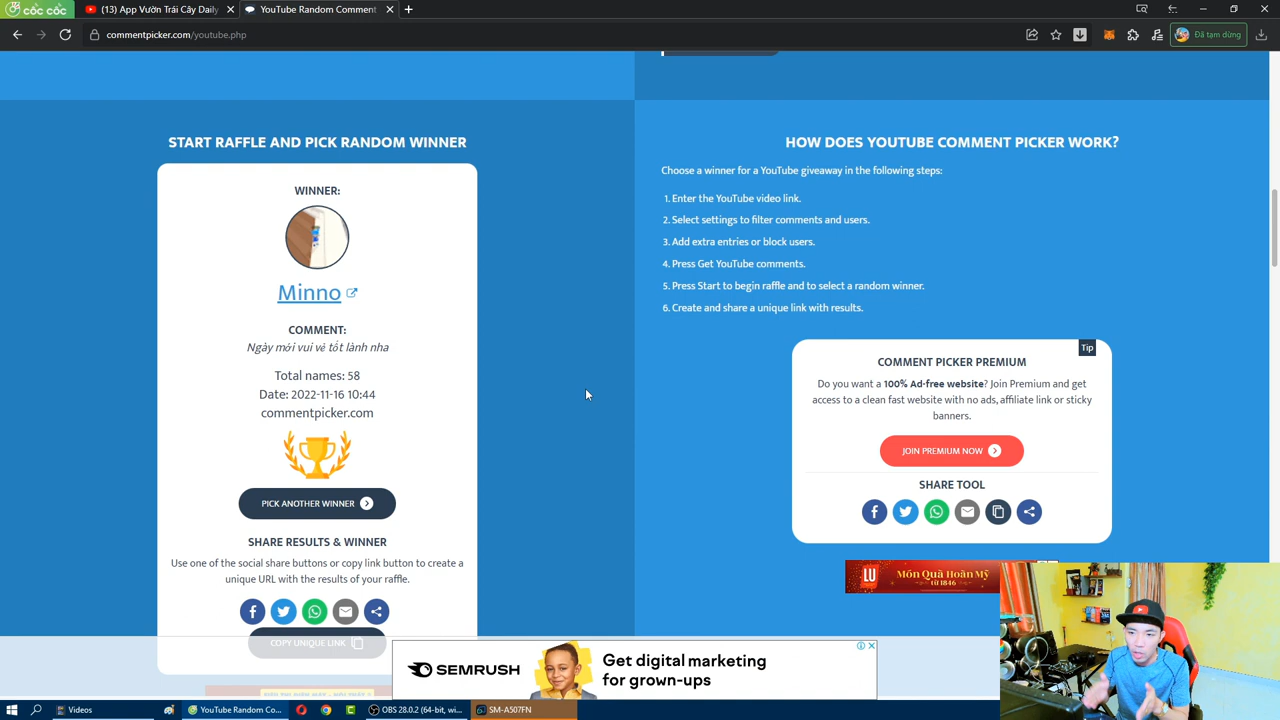 cốc cốc
(13) App Vườn Trái Cây Daily
YouTube Random Comment
commentpicker.com/youtube.php
Đã tạm dừng
START RAFFLE AND PICK RANDOM WINNER
WINNER:
Minno
COMMENT:
Ngày mới vui vẻ tốt lành nha
Total names: 58
Date: 2022-11-16 10:44
commentpicker.com
PICK ANOTHER WINNER
SHARE RESULTS & WINNER
Use one of the social share buttons or copy link button to create a
unique URL with the results of your raffle.
COPY UNIQUE LINK
HOW DOES YOUTUBE COMMENT PICKER WORK?
Choose a winner for a YouTube giveaway in the following steps:
1. Enter the YouTube video link.
2. Select settings to filter comments and users.
3. Add extra entries or block users.
4. Press Get YouTube comments.
5. Press Start to begin raffle and to select a random winner.
6. Create and share a unique link with results.
Tip
COMMENT PICKER PREMIUM
Do you want a 100% Ad-free website? Join Premium and get
access to a clean fast website with no ads, affiliate link or sticky
banners.
JOIN PREMIUM NOW
SHARE TOOL
LU
Món Quà Hoàn Mỹ
từ 1846
SEMRUSH
Get digital marketing
for grown-ups
Videos
YouTube Random Co...
OBS 28.0.2 (64-bit, wi...
SM-A507FN